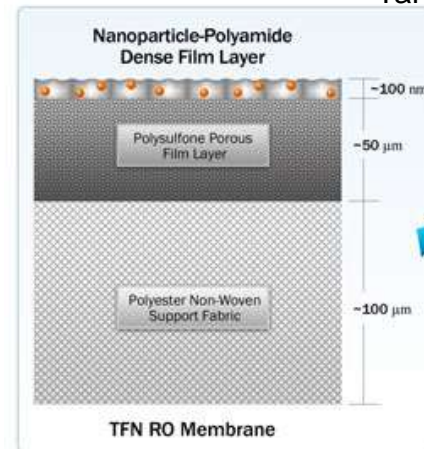 Nanoparticle-Polyamide
Dense Film Layer
~100 nm
Polysulfone Porous
Film Layer
~50 μm
Polyester Non-Woven
Support Fabric
~100 μm
TFN RO Membrane